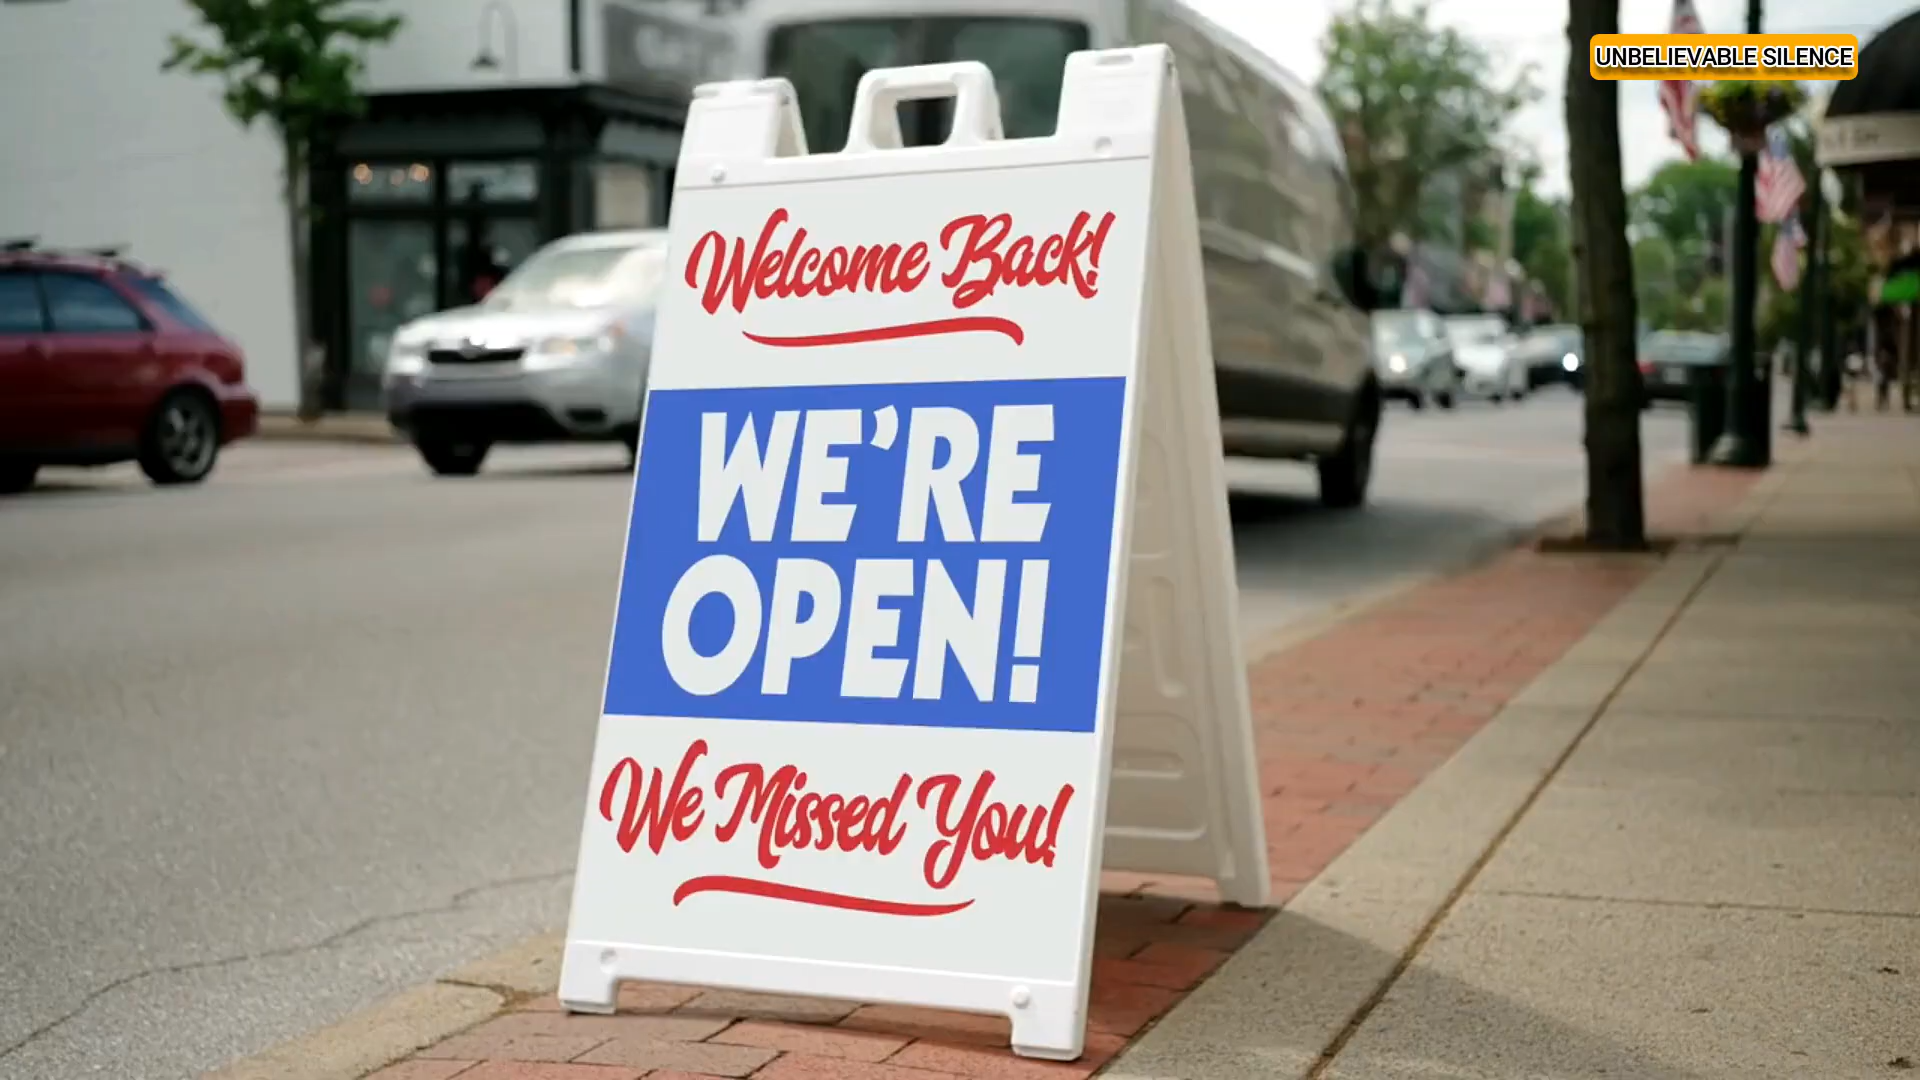 UNBELIEVABLE SILENCE
Welcome Back!
WE'RE
OPEN!
We Missed You!